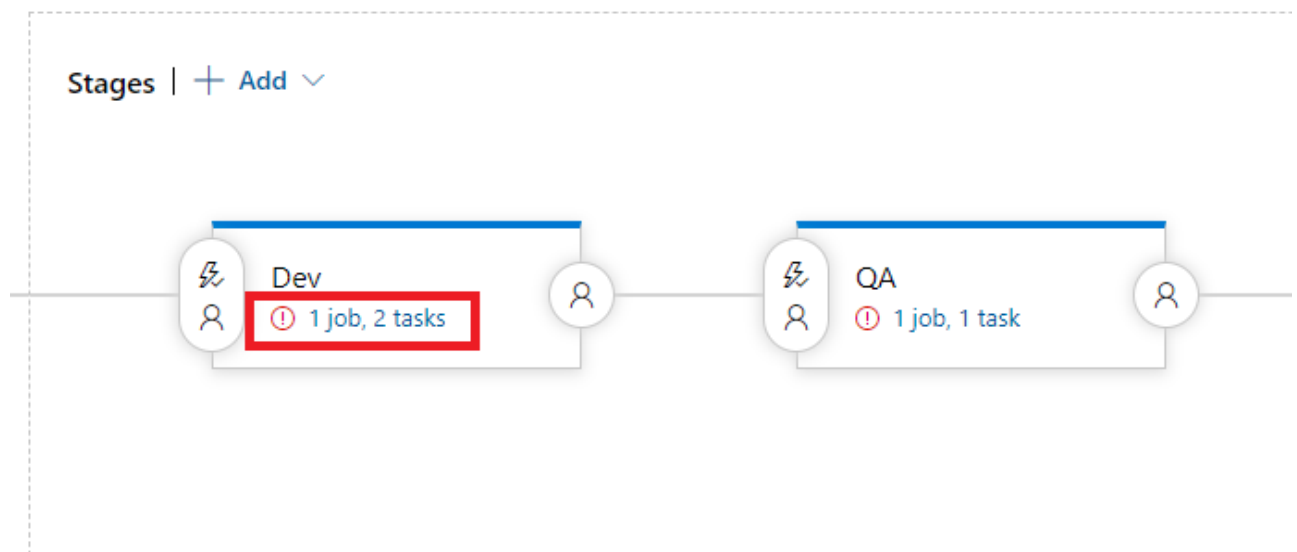 Stages | + Add
Dev
1 job, 2 tasks
QA
1 job, 1 task